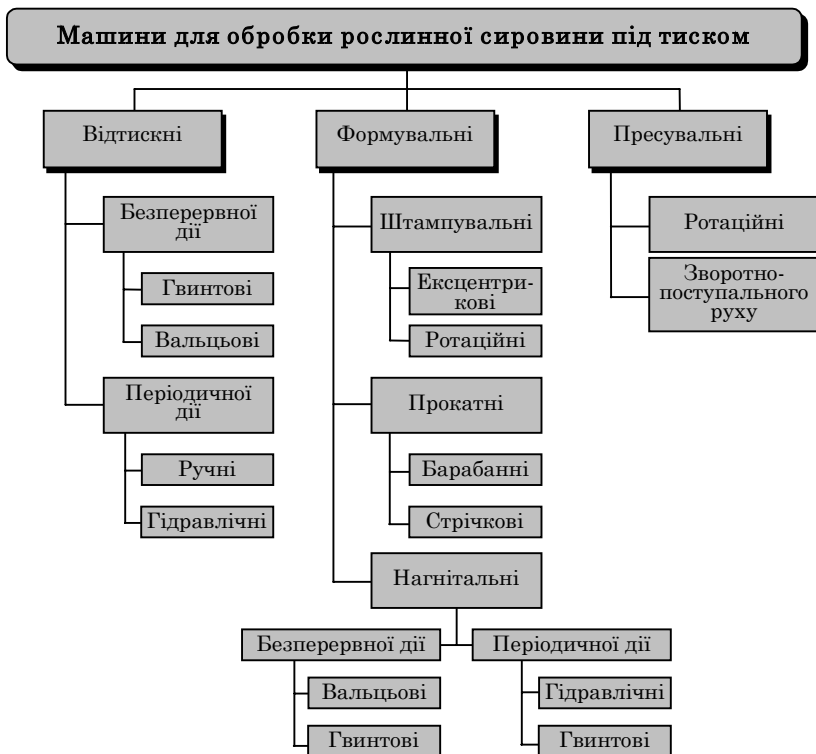 Машини для обробки рослинної сировини під тиском
Відтискні
Безперервної
дії
Гвинтові
Вальцьові
Періодичної
дії
Ручні
Гідравлічні
Формувальні
Штампувальні
Ексцентри-
кові
Ротаційні
Прокатні
Барабанні
Стрічкові
Нагнітальні
Безперервної дії
Вальцьові
Гвинтові
Періодичної дії
Гідравлічні
Гвинтові
Пресувальні
Ротаційні
Зворотно-
поступального
руху